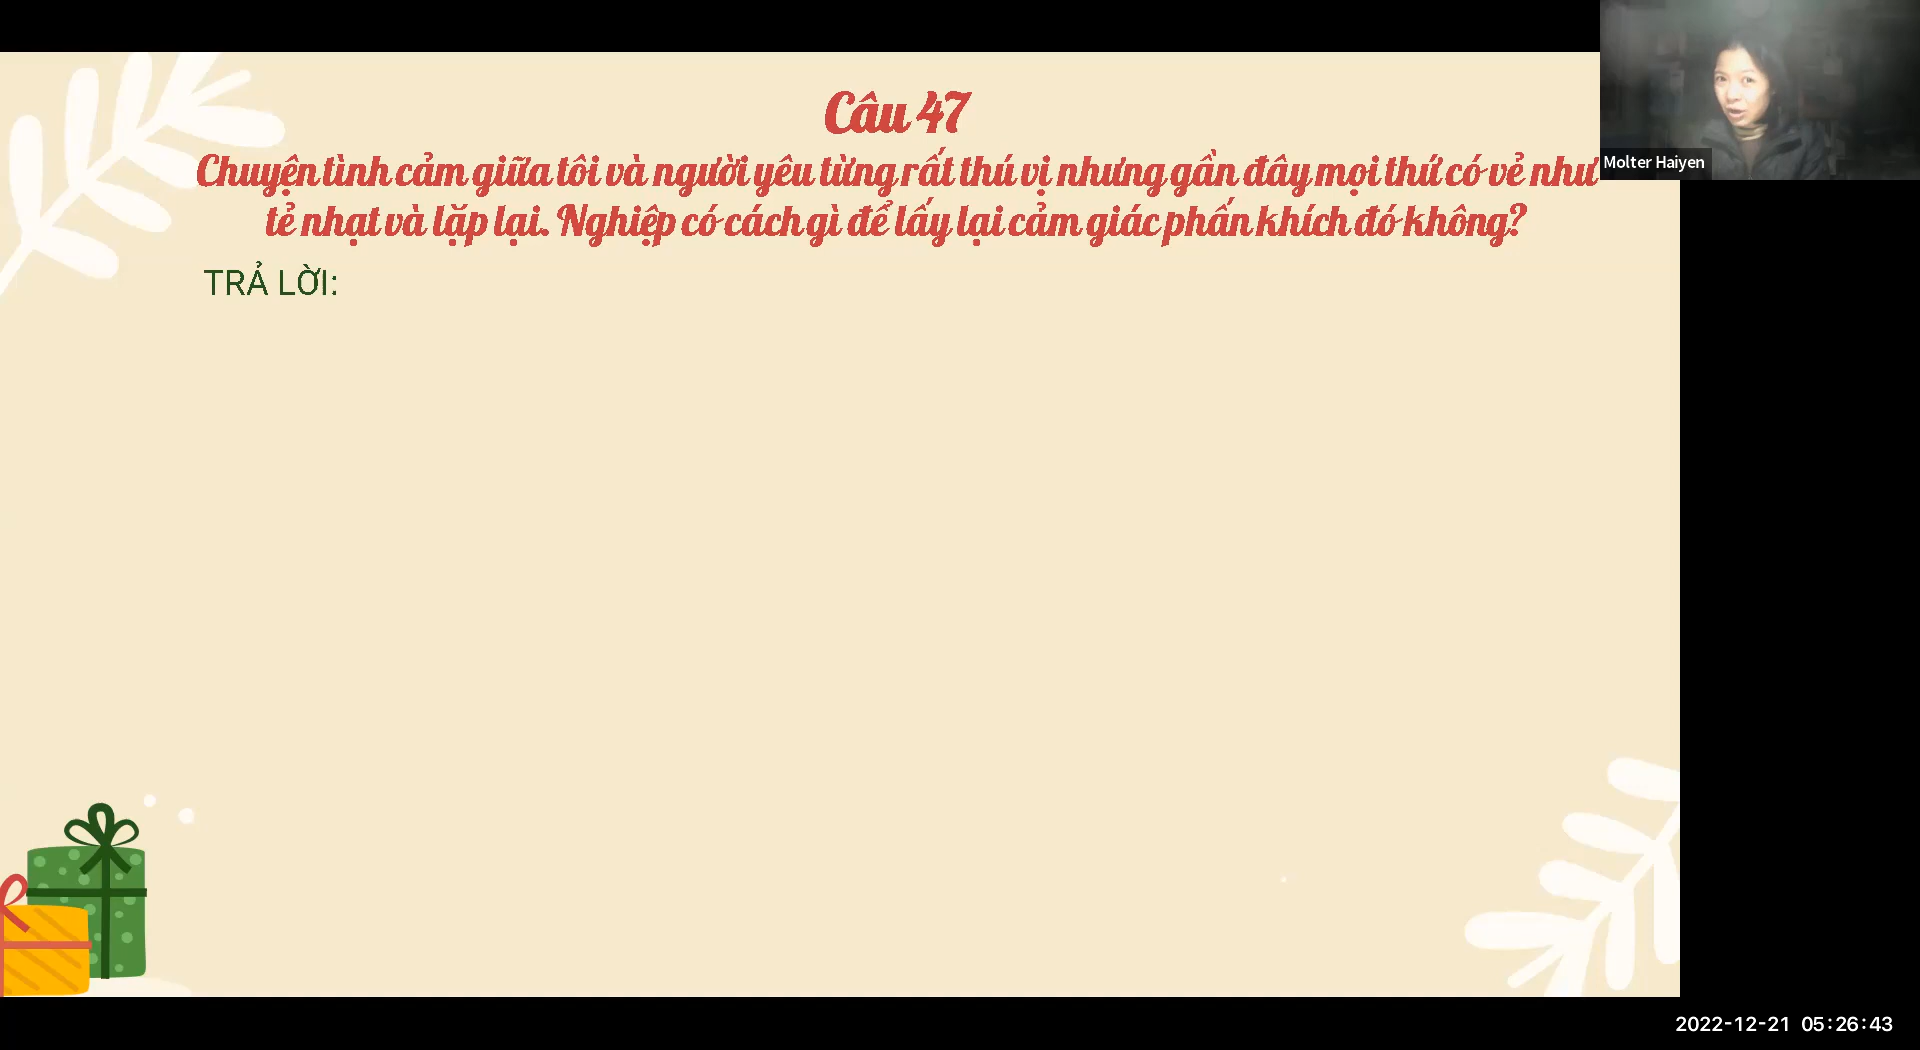 Câu 47
Chuyện tình cảm giữa tôi và người yêu từng rất thú vị nhưng gần đây mọi thứ có vẻ như
tẻ nhạt và lặp lại. Nghiệp có cách gì để lấy lại cảm giác phấn khích đó không?
TRẢ LỜI:
Molter Haiyen
2022-12-21 05:26:43